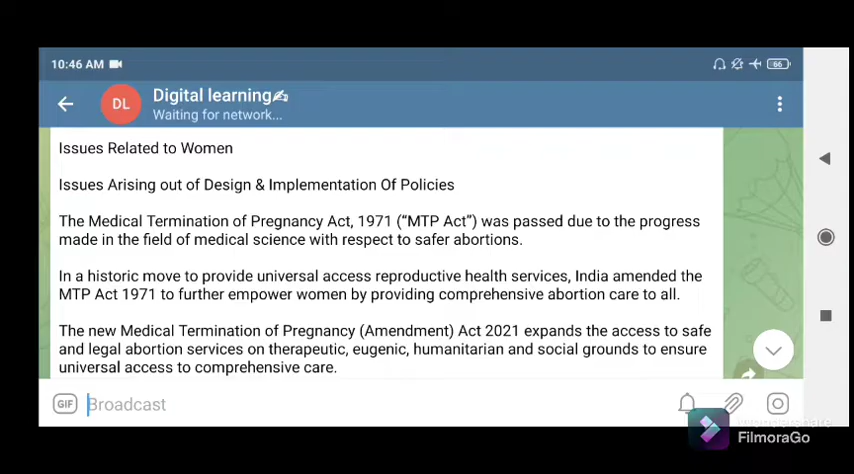 10:46 AM
66
DL
Digital learning✍
Waiting for network...
Issues Related to Women
Issues Arising out of Design & Implementation Of Policies
The Medical Termination of Pregnancy Act, 1971 (“MTP Act”) was passed due to the progress
made in the field of medical science with respect to safer abortions.
In a historic move to provide universal access reproductive health services, India amended the
MTP Act 1971 to further empower women by providing comprehensive abortion care to all.
The new Medical Termination of Pregnancy (Amendment) Act 2021 expands the access to safe
and legal abortion services on therapeutic, eugenic, humanitarian and social grounds to ensure
universal access to comprehensive care.
GIF
Broadcast
FilmoraGo